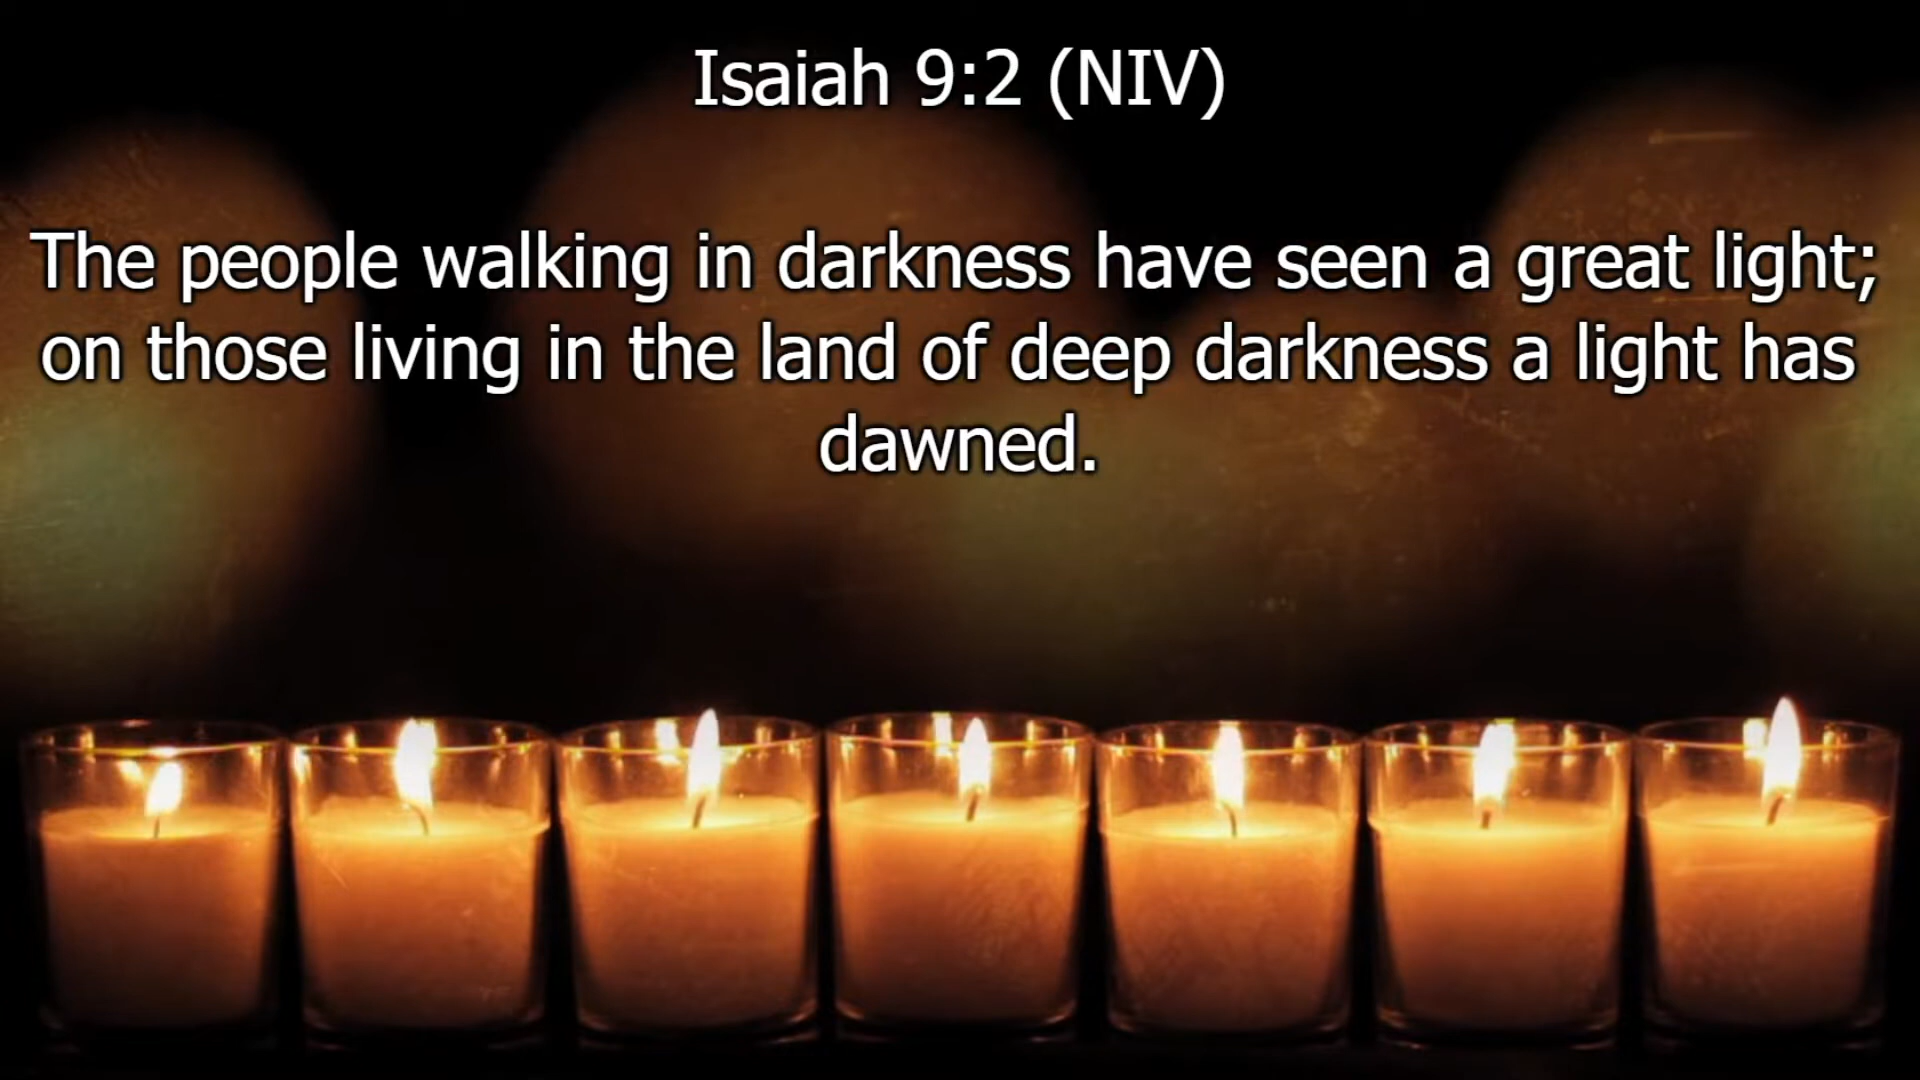 Isaiah 9:2 (NIV)
The people walking in darkness have seen a great light;
on those living in the land of deep darkness a light has
dawned.